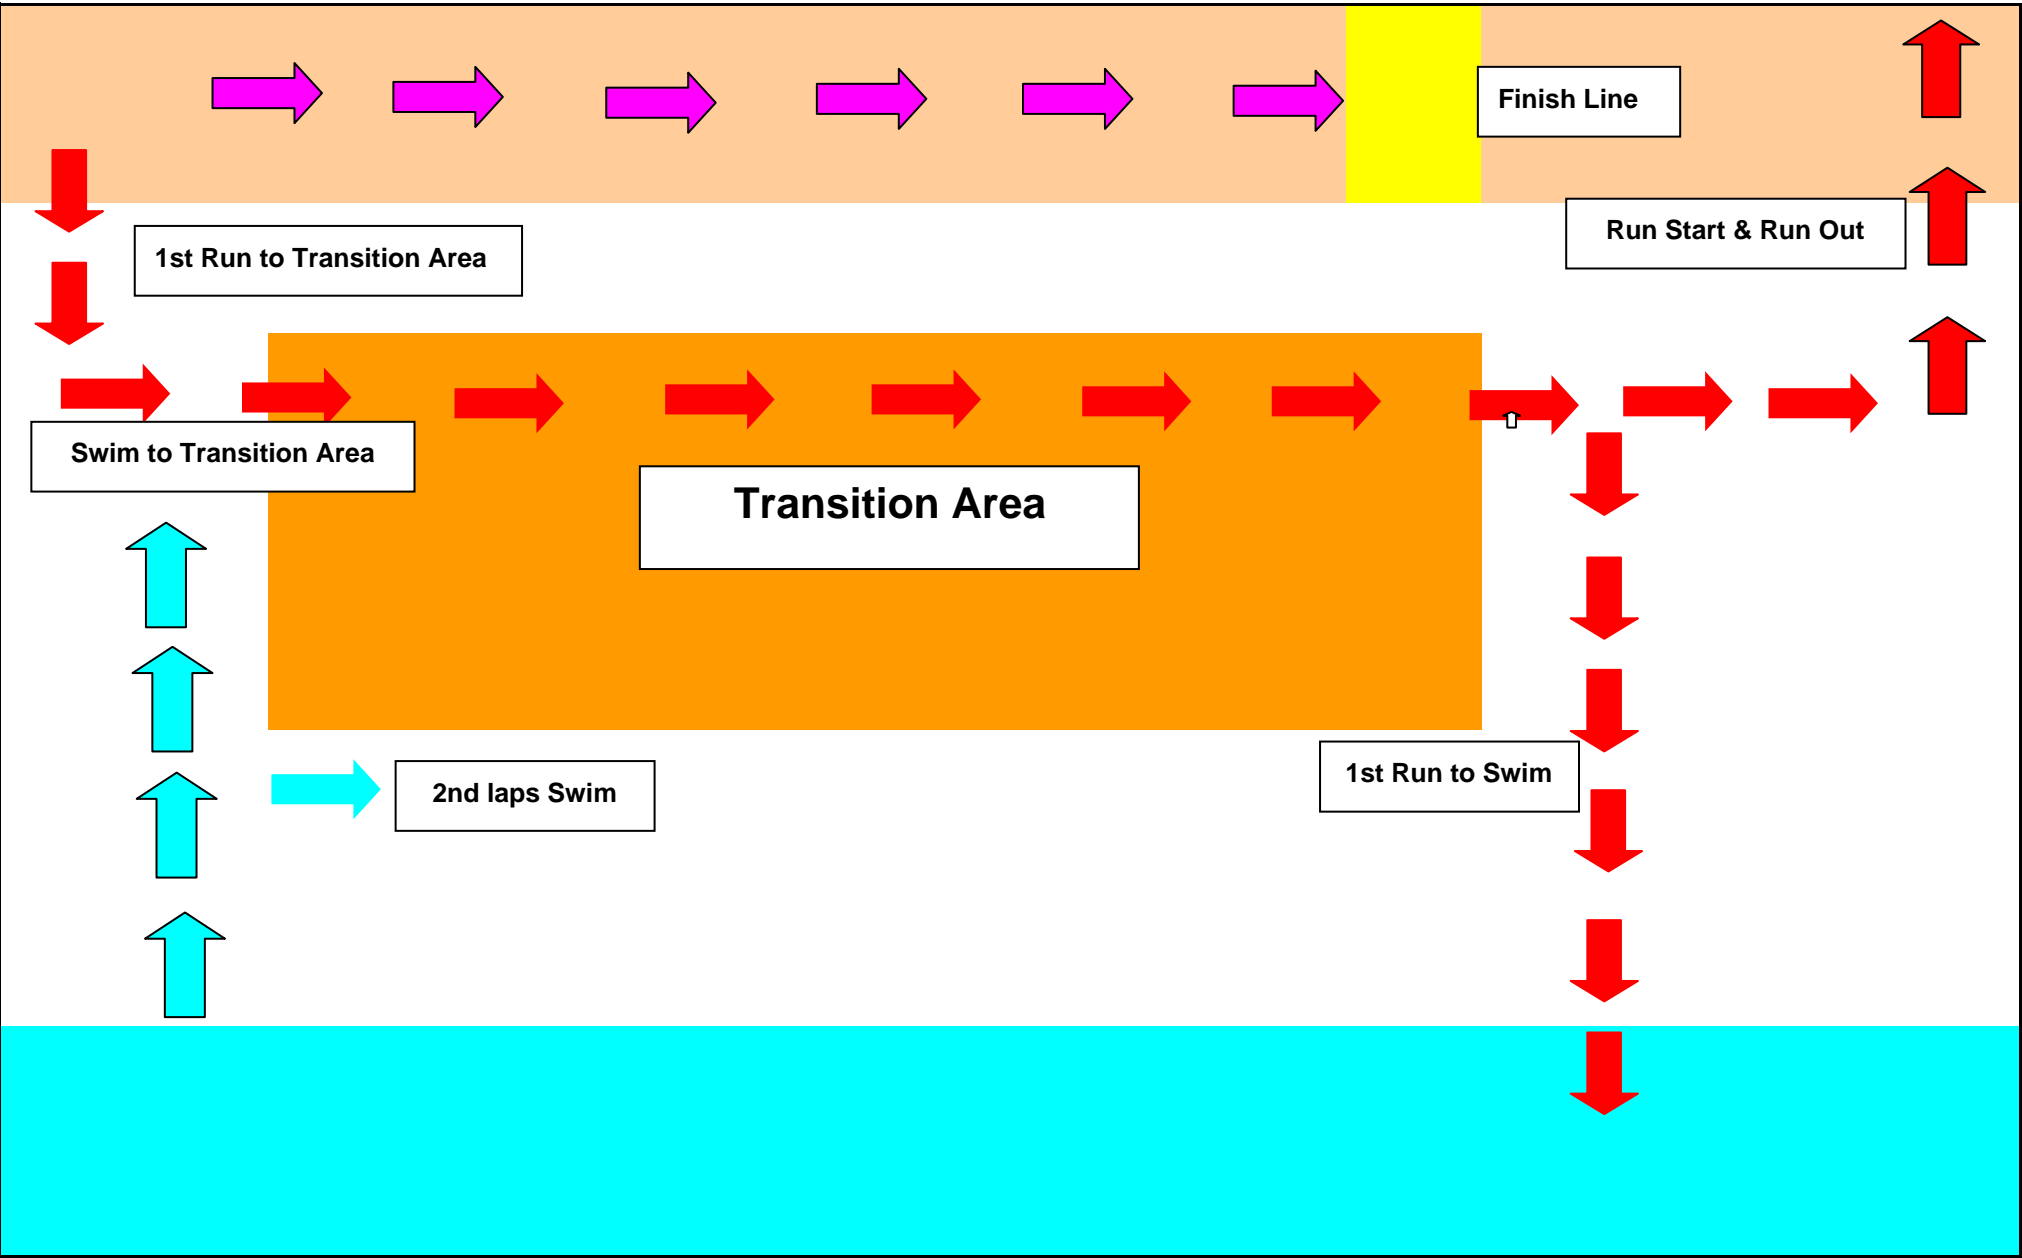 Finish Line
Run Start & Run Out
1st Run to Transition Area
Swim to Transition Area
Transition Area
1st Run to Swim
2nd laps Swim